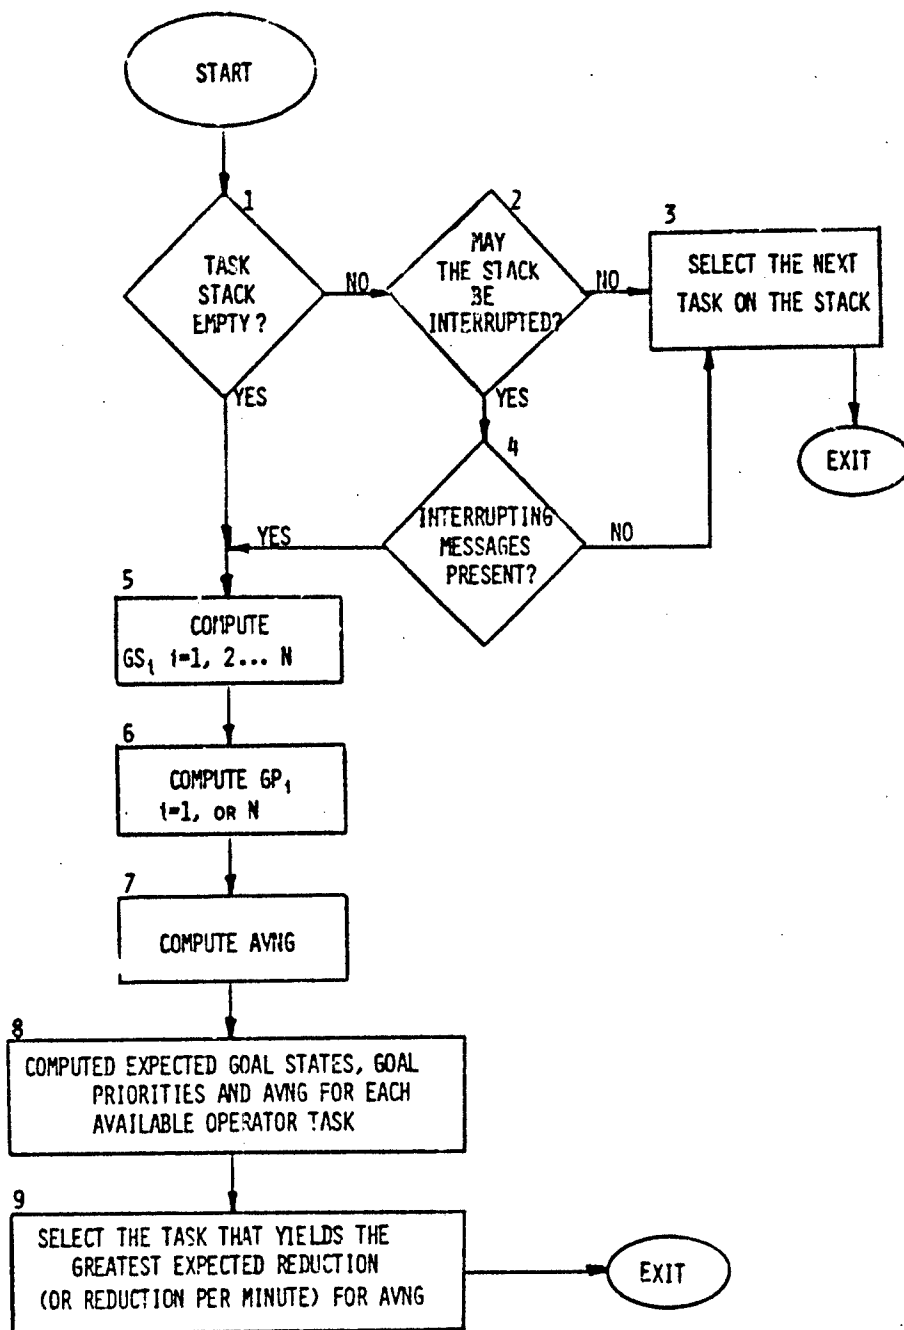 START
1
TASK
STACK
EMPTY?
NO
YES
2
MAY
THE STACK
BE
INTERRUPTED?
NO
YES
3
SELECT THE NEXT
TASK ON THE STACK
EXIT
4
INTERRUPTING
MESSAGES
PRESENT?
YES
NO
5
COMPUTE
GSi i=1, 2... N
6
COMPUTE GPi
i=1, OR N
7
COMPUTE AVNG
8
COMPUTED EXPECTED GOAL STATES, GOAL
PRIORITIES AND AVNG FOR EACH
AVAILABLE OPERATOR TASK
9
SELECT THE TASK THAT YIELDS THE
GREATEST EXPECTED REDUCTION
(OR REDUCTION PER MINUTE) FOR AVNG
EXIT